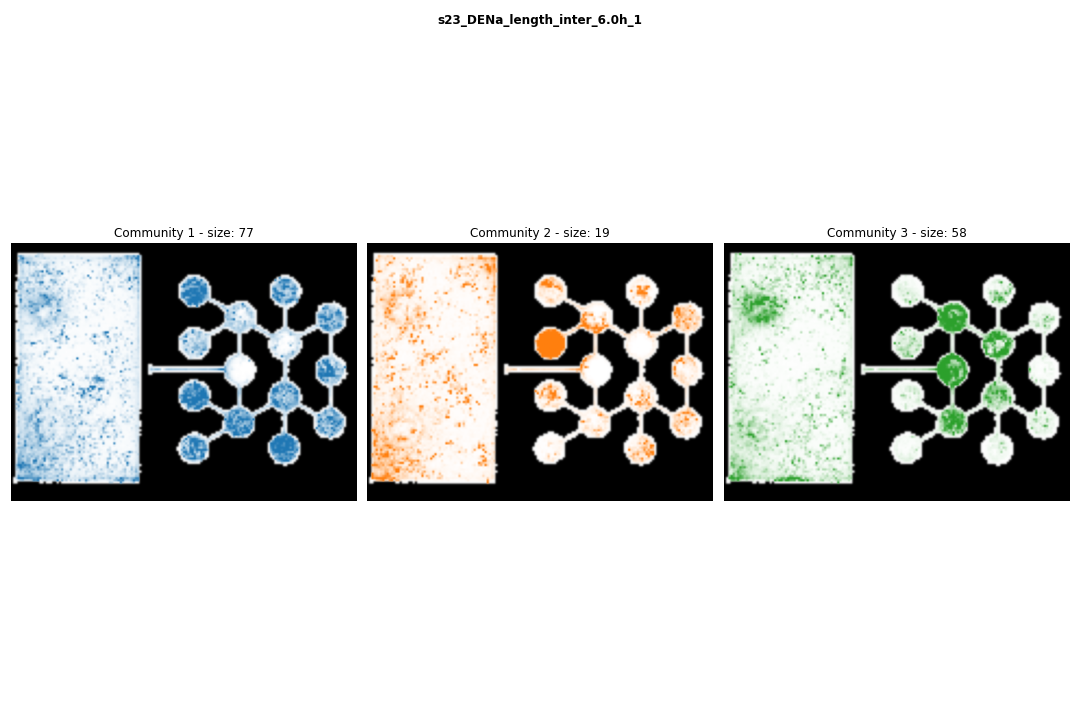 s23_DENa_length_inter_6.0h_1
Community 1 - size: 77
Community 2 - size: 19
Community 3 - size: 58